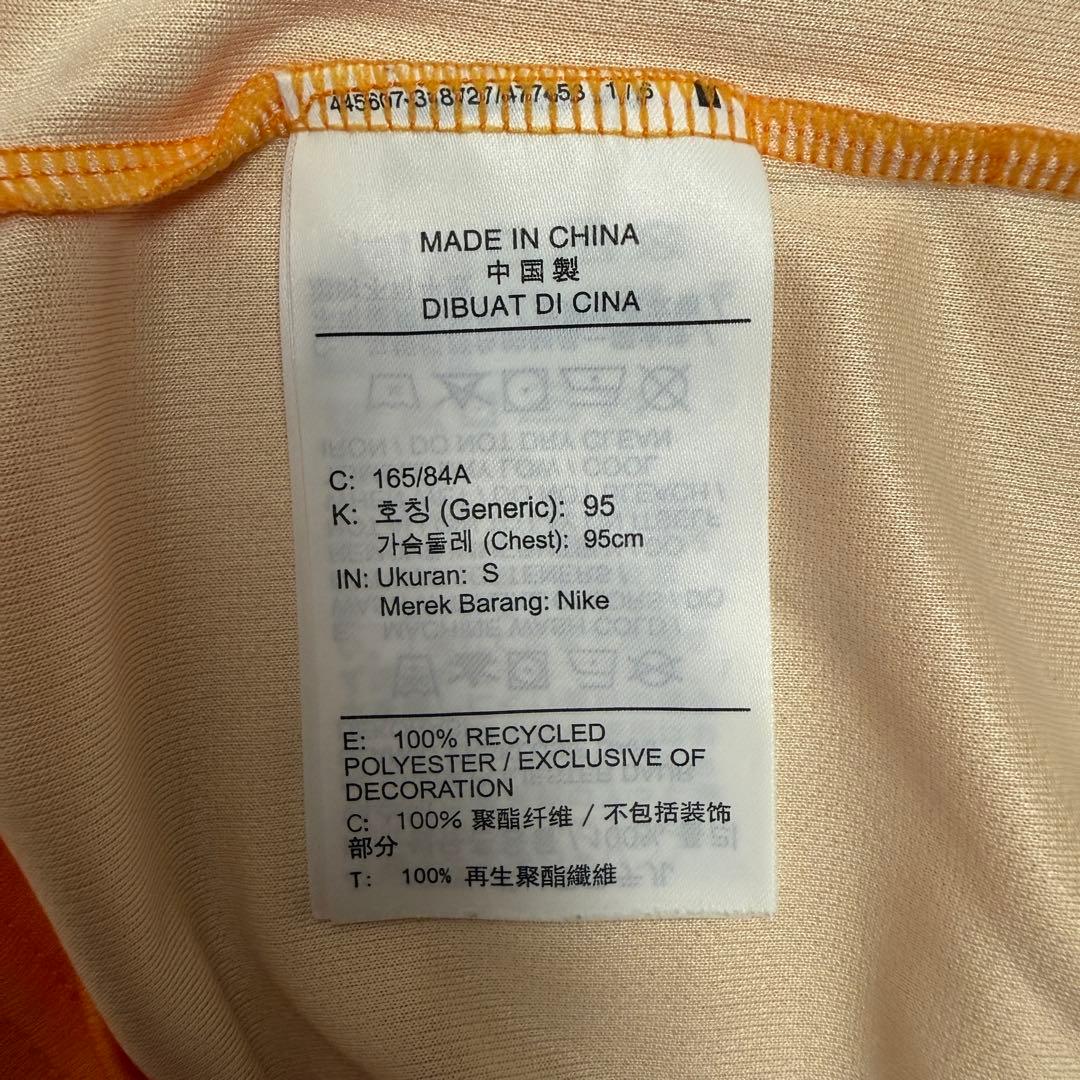 MADE IN CHINA
中国製
DIBUAT DI CINA
C: 165/84A
K: 호칭 (Generic): 95
가슴둘레 (Chest): 95cm
IN: Ukuran: S
Merek Barang: Nike
E: 100% RECYCLED
POLYESTER / EXCLUSIVE OF
DECORATION
C: 100% 聚酯纤维 / 不包括装饰
部分
T: 100% 再生聚酯纖維